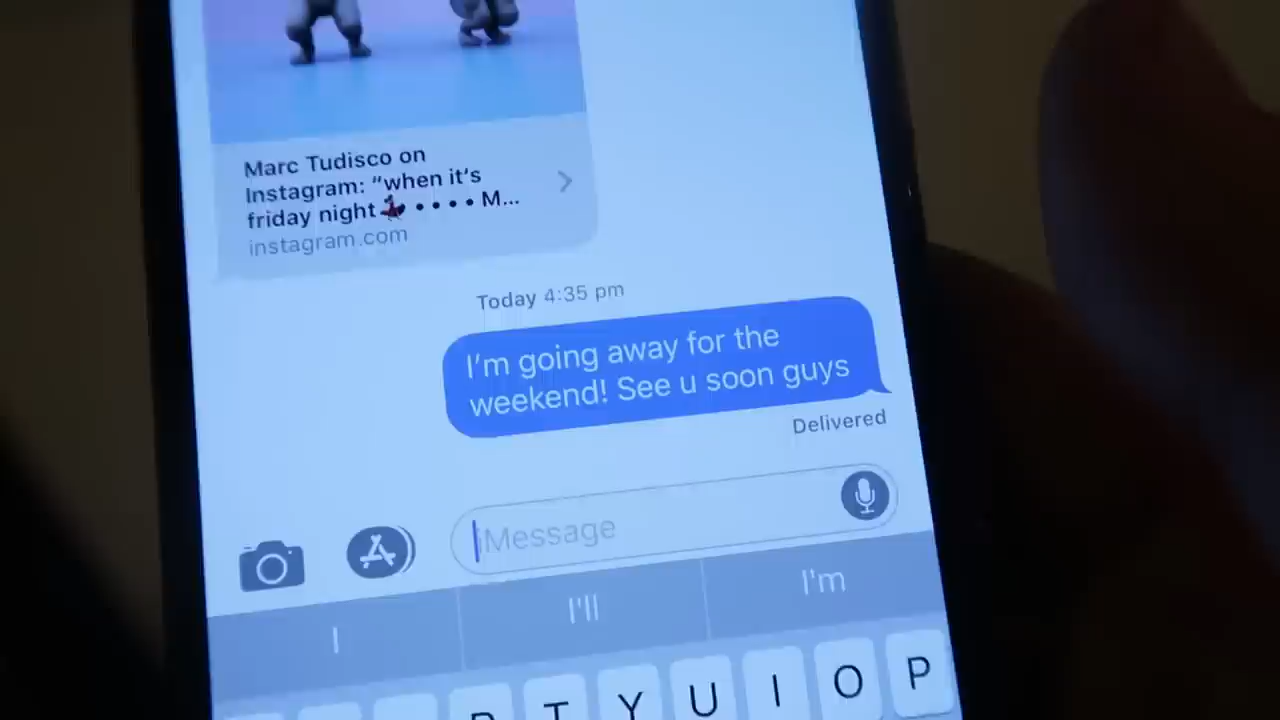 Marc Tudisco on
Instagram: “when it’s
friday night💃 • • • • M...
instagram.com
Today 4:35 pm
I’m going away for the
weekend! See u soon guys
Delivered
iMessage
I I'll I'm
T Y U I O P